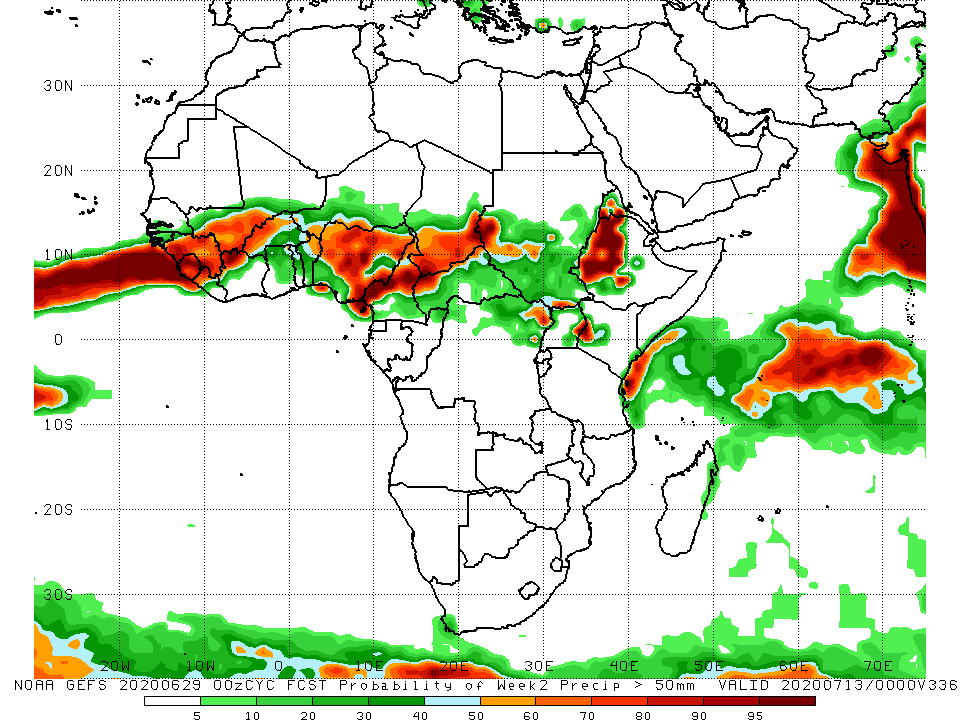 30N
20N
10N
0
10S
20S
30S
20W 10W 0 10E 20E 30E 40E 50E 60E 70E
NOAA GEFS 20200629 00zCYC FCST Probability of Week2 Precip > 50mm VALID 20200713/0000V336
5 10 20 30 40 50 60 70 80 90 95